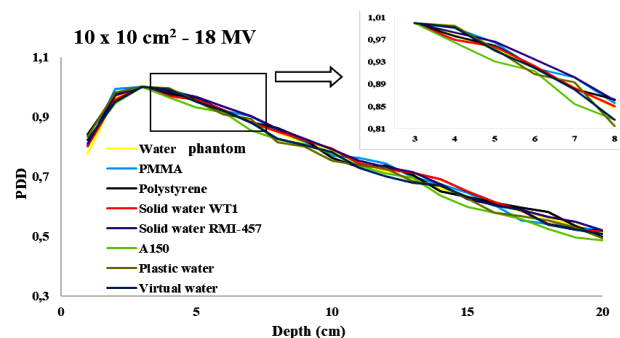 10 x 10 cm² - 18 MV
1,1
0,9
0,7
0,5
0,3
PDD
0
5
10
15
20
Depth (cm)
Water phantom
PMMA
Polystyrene
Solid water WT1
Solid water RMI-457
A150
Plastic water
Virtual water
1,01
0,97
0,93
0,89
0,85
0,81
3 4 5 6 7 8